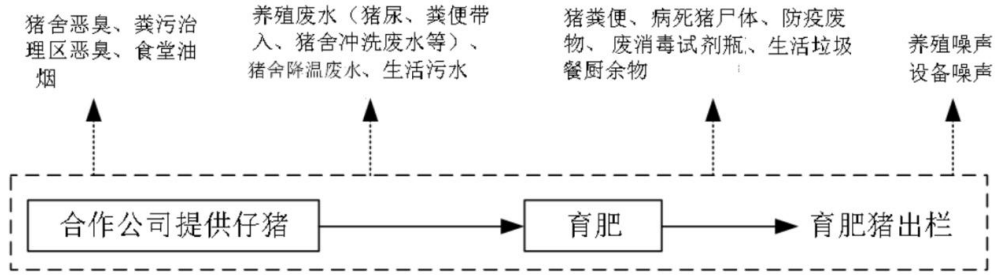 猪舍恶臭、粪污治
理区恶臭、食堂油
烟
养殖废水（猪尿、粪便带
入、猪舍冲洗废水等）、
猪舍降温废水、生活污水
猪粪便、病死猪尸体、防疫废
物、废消毒试剂瓶、生活垃圾
餐厨余物
养殖噪声
设备噪声
合作公司提供仔猪
育肥
育肥猪出栏